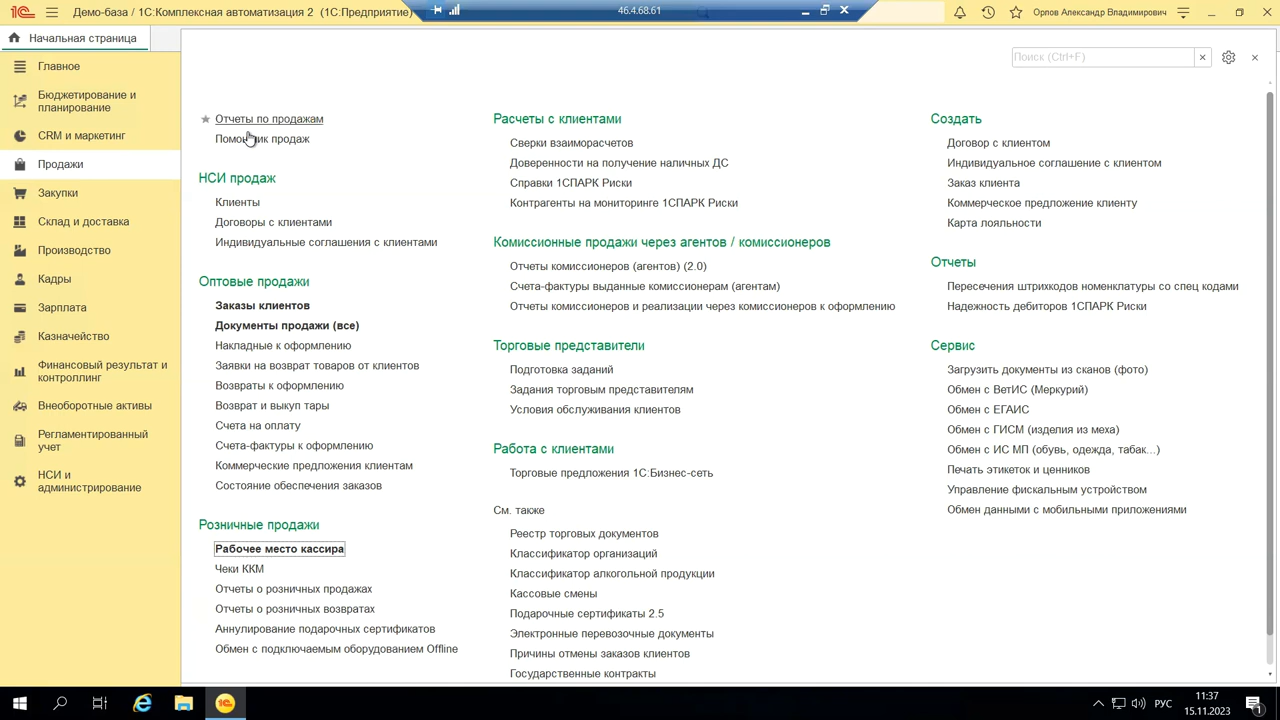 Демо-база / 1С:Комплексная автоматизация 2 (1С:Предприятие)
46.4.68.61
Орлов Александр Владимирович
Начальная страница
Главное
Бюджетирование и
планирование
CRM и маркетинг
Продажи
Закупки
Склад и доставка
Производство
Кадры
Зарплата
Казначейство
Финансовый результат и
контроллинг
Внеоборотные активы
Регламентированный
учет
НСИ и
администрирование
Поиск (Ctrl+F)
Отчеты по продажам
Помощник продаж
НСИ продаж
Клиенты
Договоры с клиентами
Индивидуальные соглашения с клиентами
Оптовые продажи
Заказы клиентов
Документы продажи (все)
Накладные к оформлению
Заявки на возврат товаров от клиентов
Возвраты к оформлению
Возврат и выкуп тары
Счета на оплату
Счета-фактуры к оформлению
Коммерческие предложения клиентам
Состояние обеспечения заказов
Розничные продажи
Рабочее место кассира
Чеки ККМ
Отчеты о розничных продажах
Отчеты о розничных возвратах
Аннулирование подарочных сертификатов
Обмен с подключаемым оборудованием Offline
Расчеты с клиентами
Сверки взаиморасчетов
Доверенности на получение наличных ДС
Справки 1СПАРК Риски
Контрагенты на мониторинге 1СПАРК Риски
Комиссионные продажи через агентов / комиссионеров
Отчеты комиссионеров (агентов) (2.0)
Счета-фактуры выданные комиссионерам (агентам)
Отчеты комиссионеров и реализации через комиссионеров к оформлению
Торговые представители
Подготовка заданий
Задания торговым представителям
Условия обслуживания клиентов
Работа с клиентами
Торговые предложения 1С:Бизнес-сеть
См. также
Реестр торговых документов
Классификатор организаций
Классификатор алкогольной продукции
Кассовые смены
Подарочные сертификаты 2.5
Электронные перевозочные документы
Причины отмены заказов клиентов
Государственные контракты
Создать
Договор с клиентом
Индивидуальное соглашение с клиентом
Заказ клиента
Коммерческое предложение клиенту
Карта лояльности
Отчеты
Пересечения штрихкодов номенклатуры со спец кодами
Надежность дебиторов 1СПАРК Риски
Сервис
Загрузить документы из сканов (фото)
Обмен с ВетИС (Меркурий)
Обмен с ЕГАИС
Обмен с ГИСМ (изделия из меха)
Обмен с ИС МП (обувь, одежда, табак...)
Печать этикеток и ценников
Управление фискальным устройством
Обмен данными с мобильными приложениями
РУС
11:37
15.11.2023
1